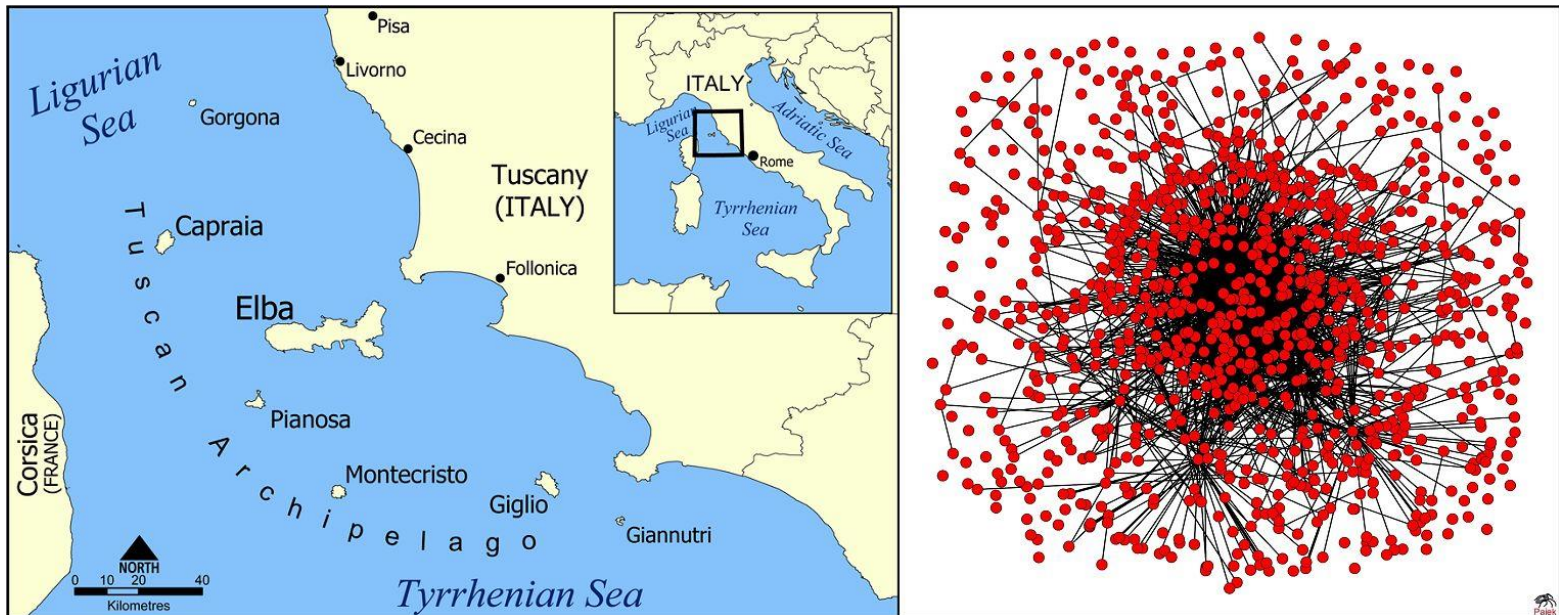 Pisa
Livorno
Ligurian
Sea
Gorgona
Cecina
Tuscany
(ITALY)
Capraia
Follonica
Elba
Tuscan Archipelago
Pianosa
Corsica
(FRANCE)
Montecristo
Giglio
Giannutri
NORTH
0 10 20 40
Kilometres
Tyrrhenian Sea
ITALY
Ligurian
Sea
Adriatic Sea
Rome
Tyrrhenian
Sea
Pajek